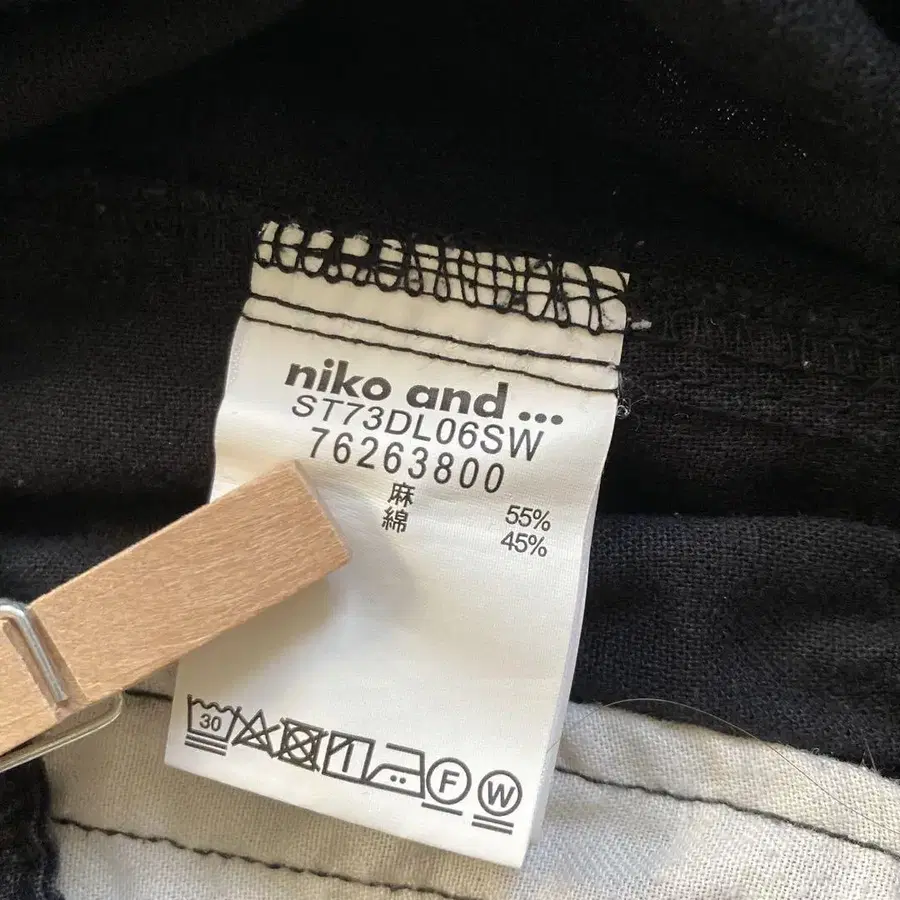 niko and ...
ST73DL06SW
76263800
麻 55%
綿 45%
30 F W